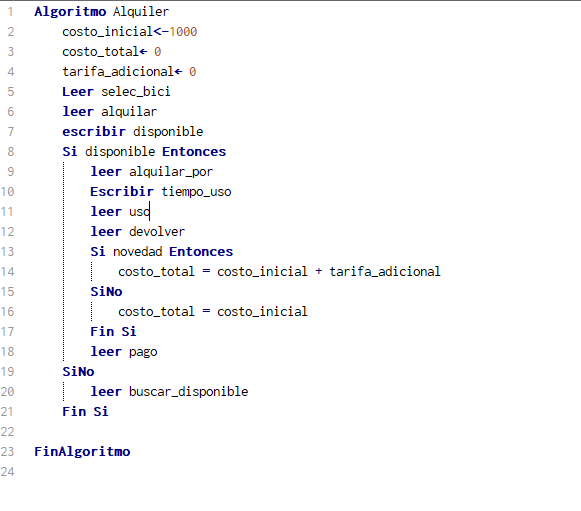 1 Algoritmo Alquiler
2 costo_inicial<-1000
3 costo_total← 0
4 tarifa_adicional← 0
5 Leer selec_bici
6 leer alquilar
7 escribir disponible
8 Si disponible Entonces
9 leer alquilar_por
10 Escribir tiempo_uso
11 leer uso
12 leer devolver
13 Si novedad Entonces
14 costo_total = costo_inicial + tarifa_adicional
15 SiNo
16 costo_total = costo_inicial
17 Fin Si
18 leer pago
19 SiNo
20 leer buscar_disponible
21 Fin Si
22
23 FinAlgoritmo
24